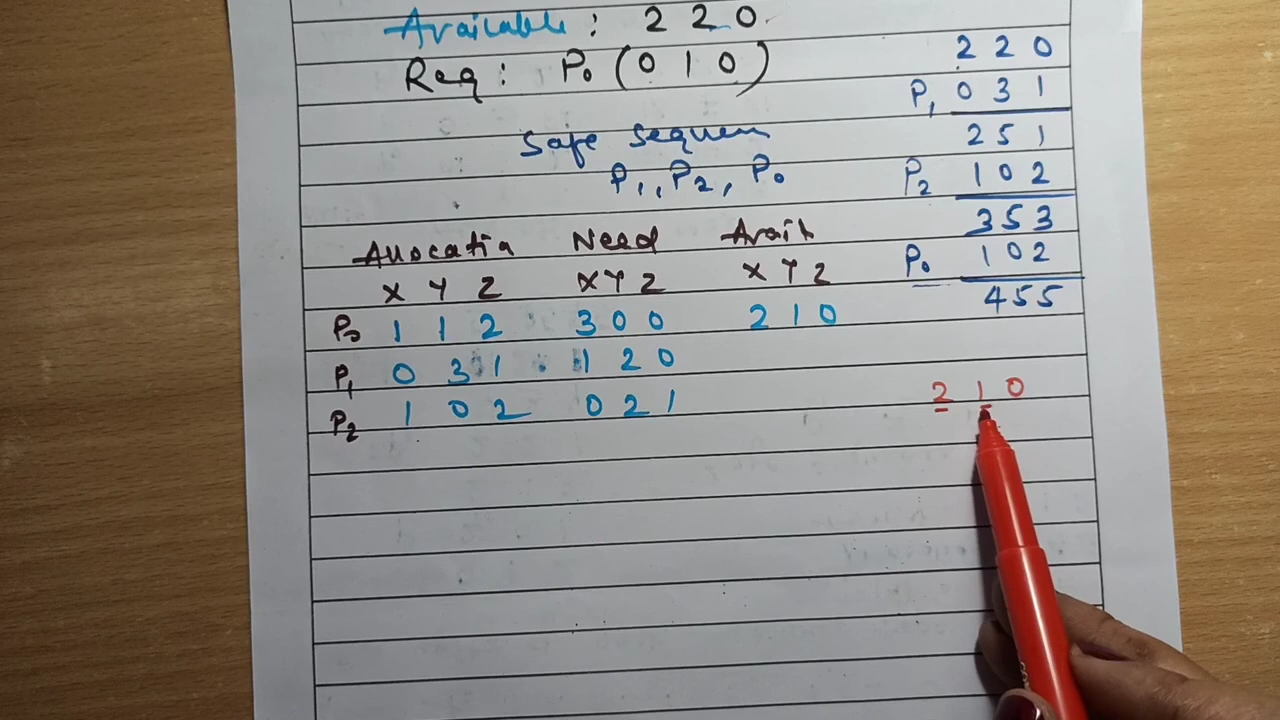 Available : 2 2 0
Req : P0 ( 0 1 0 )
Safe Sequen
P1, P2, P0
2 2 0
P1 0 3 1
2 5 1
P2 1 0 2
3 5 3
P0 1 0 2
4 5 5
Allocatin Need Avail
X Y Z X Y Z X Y Z
P0 1 1 2 3 0 0 2 1 0
P1 0 3 1 1 2 0
P2 1 0 2 0 2 1
2 1 0